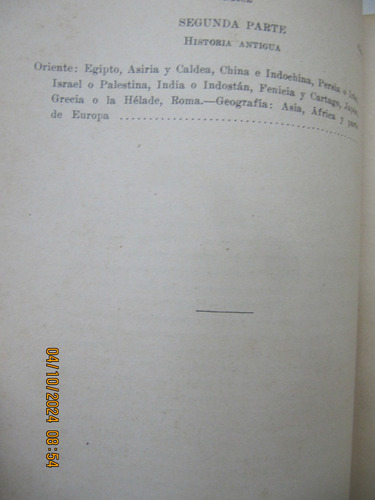 SEGUNDA PARTE
HISTORIA ANTIGUA
Oriente: Egipto, Asiria y Caldea, China e Indochina, Persia o
Israel o Palestina, India o Indostán, Fenicia y Cartago,
Grecia o la Hélade, Roma.—Geografía: Asia, África y parte
de Europa ..............................
04/10/2024 08:54